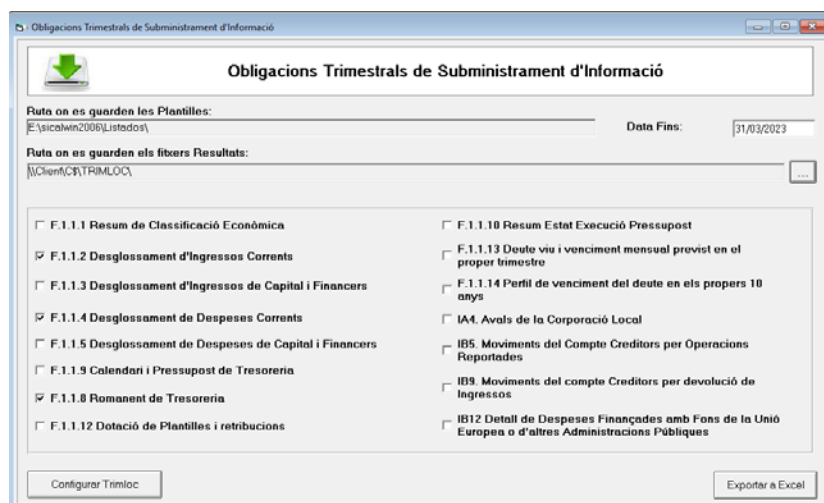 Obligacions Trimestrals de Subministrament d'Informació
Obligacions Trimestrals de Subministrament d'Informació
Ruta on es guarden les Plantilles:
E:\sicalwin2006\Listados\
Data Fins:
31/03/2023
Ruta on es guarden els fitxers Resultats:
\\Client\C$\TRIMLOC\
...
F.1.1.1 Resum de Classificació Econòmica
F.1.1.2 Desglossament d'Ingressos Corrents
F.1.1.3 Desglossament d'Ingressos de Capital i Financers
F.1.1.4 Desglossament de Despeses Corrents
F.1.1.5 Desglossament de Despeses de Capital i Financers
F.1.1.9 Calendari i Pressupost de Tresoreria
F.1.1.8 Romanent de Tresoreria
F.1.1.12 Dotació de Plantilles i retribucions
F.1.1.10 Resum Estat Execució Pressupost
F.1.1.13 Deute viu i venciment mensual previst en el
proper trimestre
F.1.1.14 Perfil de venciment del deute en els propers 10
anys
IA4. Avals de la Corporació Local
IB5. Moviments del Compte Creditors per Operacions
Reportades
IB9. Moviments del compte Creditors per devolució de
Ingressos
IB12 Detall de Despeses Finançades amb Fons de la Unió
Europea o d'altres Administracions Públiques
Configurar Trimloc
Exportar a Excel